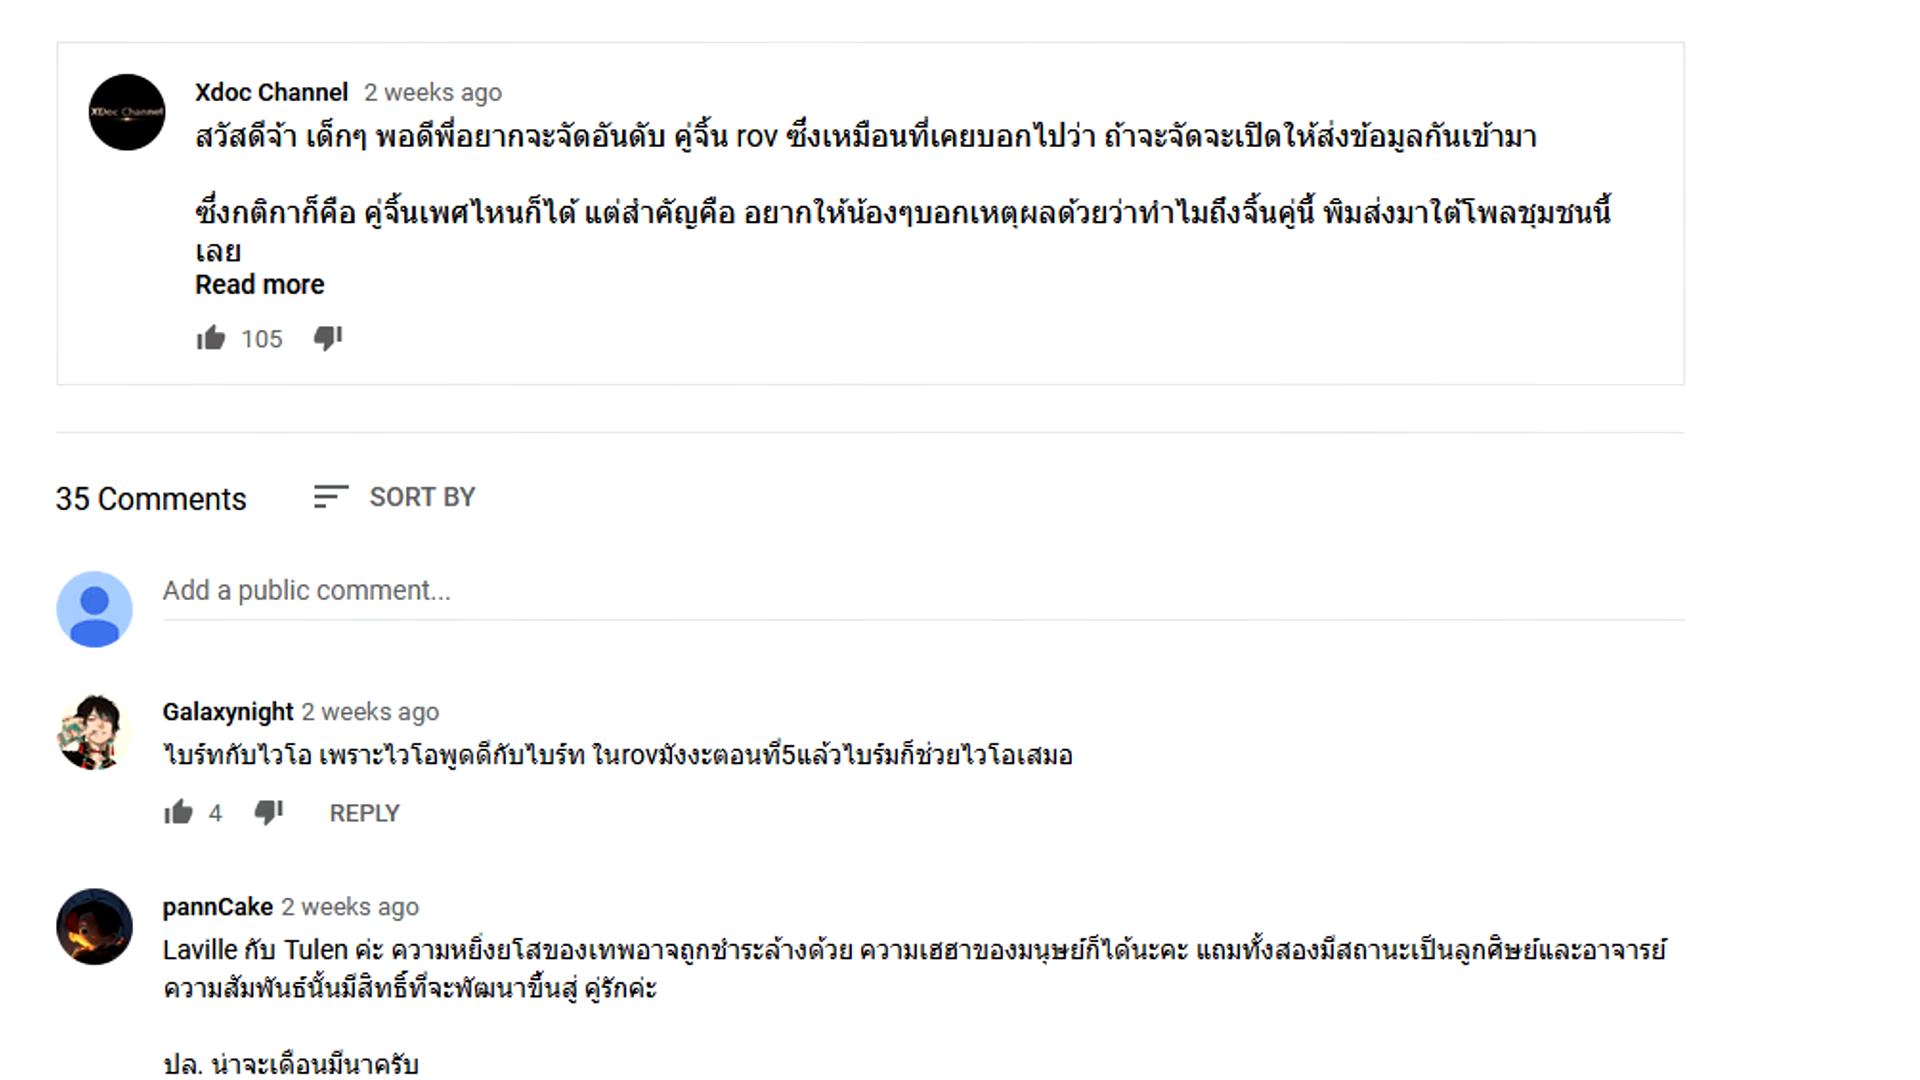 XDoc Channel
Xdoc Channel 2 weeks ago
สวัสดีจ้า เด็กๆ พอดีพี่อยากจะจัดอันดับ คู่จิ้น rov ซึ่งเหมือนที่เคยบอกไปว่า ถ้าจะจัดจะเปิดให้ส่งข้อมูลกันเข้ามา
ซึ่งกติกาก็คือ คู่จิ้นเพศไหนก็ได้ แต่สำคัญคือ อยากให้น้องๆบอกเหตุผลด้วยว่าทำไมถึงจิ้นคู่นี้ พิมส่งมาใต้โพลชุมชนนี้
เลย
Read more
105
35 Comments SORT BY
Add a public comment...
Galaxynight 2 weeks ago
ไบร์ทกับไวโอ เพราะไวโอพูดดีกับไบร์ท ในrovมังงะตอนที่5แล้วไบร์มก็ช่วยไวโอเสมอ
4 REPLY
pannCake 2 weeks ago
Laville กับ Tulen ค่ะ ความหยิ่งยโสของเทพอาจถูกชำระล้างด้วย ความเฮฮาของมนุษย์ก็ได้นะคะ แถมทั้งสองมีสถานะเป็นลูกศิษย์และอาจารย์
ความสัมพันธ์นั้นมีสิทธิ์ที่จะพัฒนาขึ้นสู่ คู่รักค่ะ
ปล. น่าจะเดือนมีนาครับ